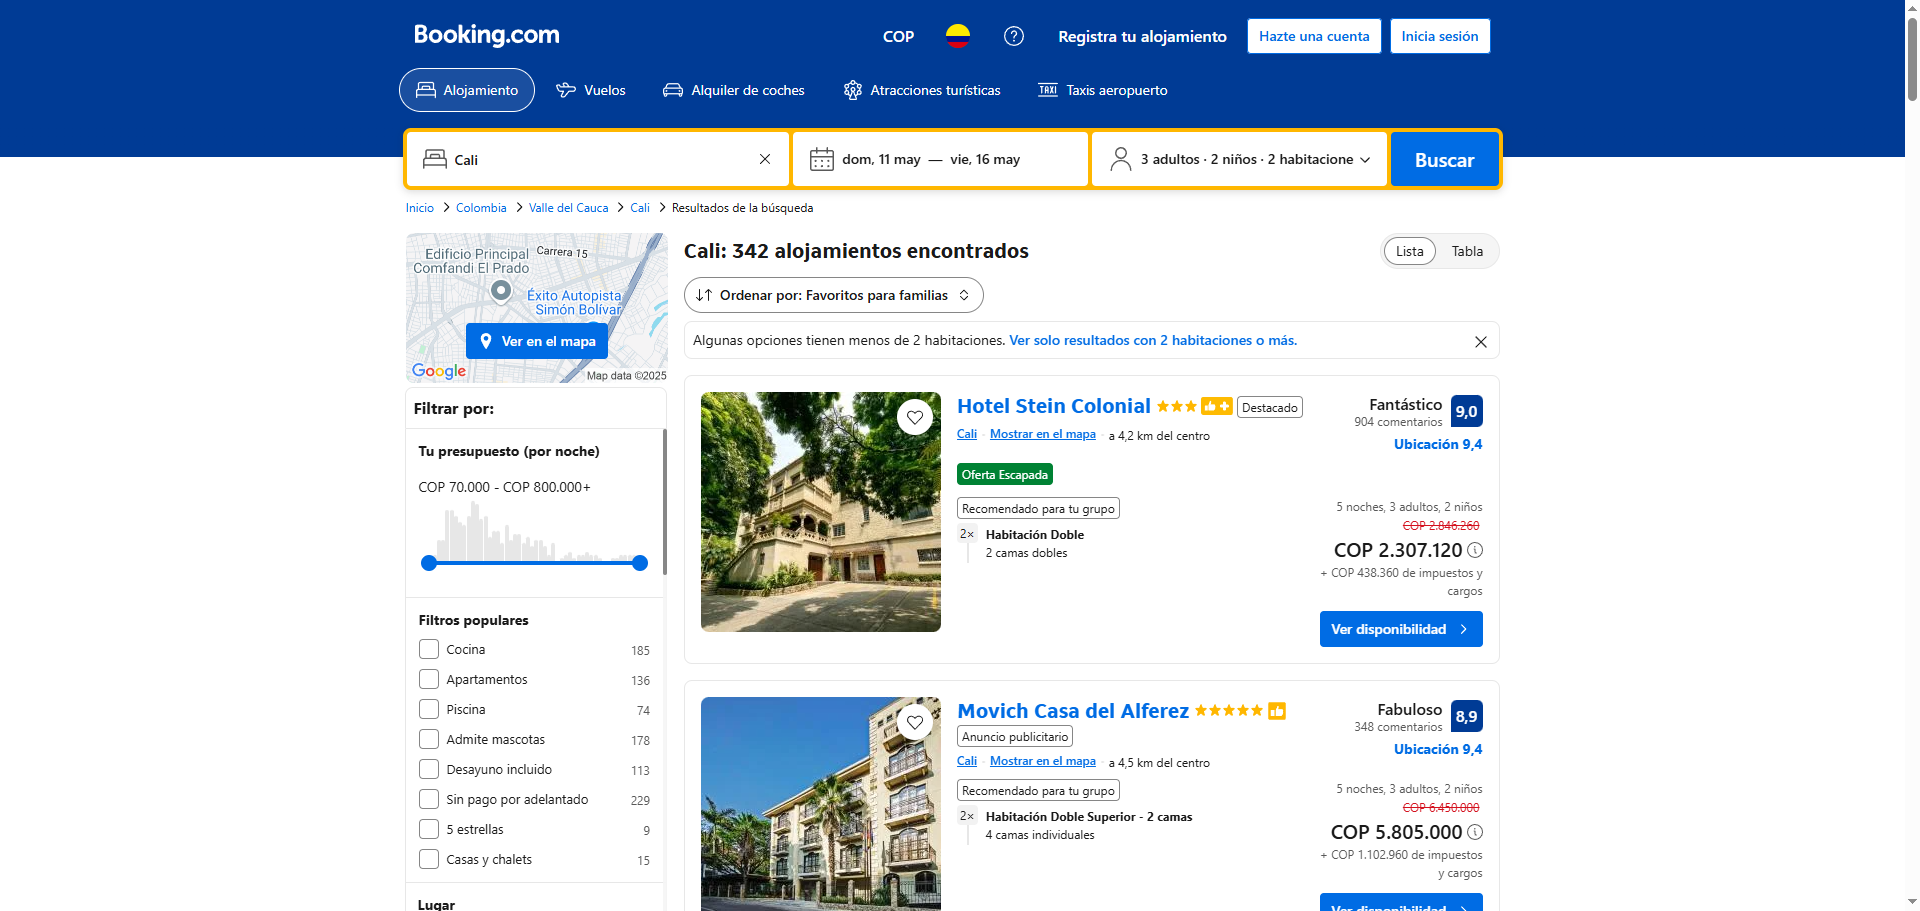 Booking.com
COP
Registra tu alojamiento
Hazte una cuenta
Inicia sesión
Alojamiento
Vuelos
Alquiler de coches
Atracciones turísticas
TAXI
Taxis aeropuerto
Cali
dom, 11 may — vie, 16 may
3 adultos · 2 niños · 2 habitacione
Buscar
Inicio
Colombia
Valle del Cauca
Cali
Resultados de la búsqueda
Edificio Principal
Comfandi El Prado
Carrera 15
Éxito Autopista
Simón Bolívar
Ver en el mapa
Google
Map data ©2025
Filtrar por:
Tu presupuesto (por noche)
COP 70.000 - COP 800.000+
Filtros populares
Cocina 185
Apartamentos 136
Piscina 74
Admite mascotas 178
Desayuno incluido 113
Sin pago por adelantado 229
5 estrellas 9
Casas y chalets 15
Lugar
Cali: 342 alojamientos encontrados
Lista
Tabla
Ordenar por: Favoritos para familias
Algunas opciones tienen menos de 2 habitaciones. Ver solo resultados con 2 habitaciones o más.
Hotel Stein Colonial
Destacado
Cali
Mostrar en el mapa
a 4,2 km del centro
Oferta Escapada
Recomendado para tu grupo
2× Habitación Doble
2 camas dobles
Fantástico 9,0
904 comentarios
Ubicación 9,4
5 noches, 3 adultos, 2 niños
COP 2.846.260
COP 2.307.120
+ COP 438.360 de impuestos y
cargos
Ver disponibilidad
Movich Casa del Alferez
Anuncio publicitario
Cali
Mostrar en el mapa
a 4,5 km del centro
Recomendado para tu grupo
2× Habitación Doble Superior - 2 camas
4 camas individuales
Fabuloso 8,9
348 comentarios
Ubicación 9,4
5 noches, 3 adultos, 2 niños
COP 6.450.000
COP 5.805.000
+ COP 1.102.960 de impuestos
y cargos
Ver disponibilidad